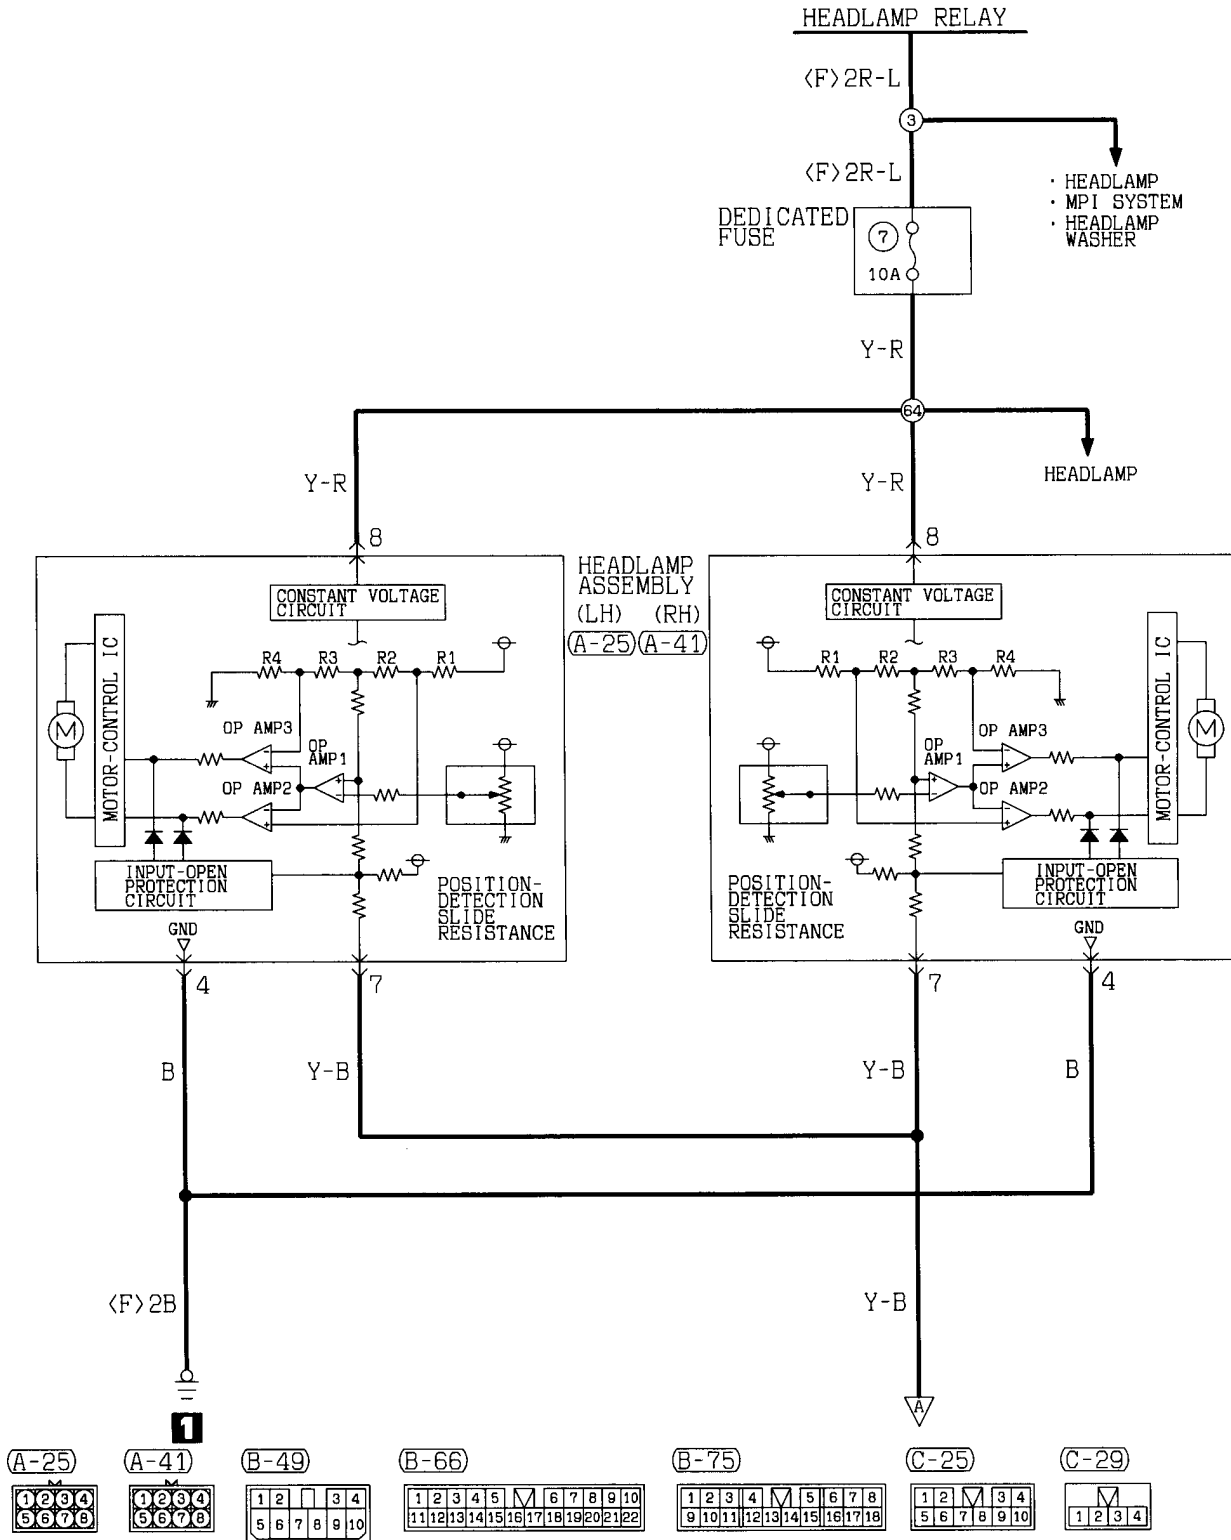 HEADLAMP RELAY
<F>2R-L
3
<F>2R-L
· HEADLAMP
· MPI SYSTEM
· HEADLAMP
WASHER
DEDICATED
FUSE
7
10A
Y-R
64
Y-R
Y-R
HEADLAMP
8
8
HEADLAMP
ASSEMBLY
(LH) (RH)
A-25 A-41
CONSTANT VOLTAGE
CIRCUIT
R4 R3 R2 R1
MOTOR-CONTROL IC
M
OP AMP3
OP
AMP1
OP AMP2
- + + - - +
INPUT-OPEN
PROTECTION
CIRCUIT
POSITION-
DETECTION
SLIDE
RESISTANCE
GND
4
7
CONSTANT VOLTAGE
CIRCUIT
R1 R2 R3 R4
MOTOR-CONTROL IC
M
OP AMP3
OP
AMP1
OP AMP2
- + + - - +
POSITION-
DETECTION
SLIDE
RESISTANCE
INPUT-OPEN
PROTECTION
CIRCUIT
GND
7
4
B
Y-B
Y-B
B
<F>2B
Y-B
1
A
A-25
1 2 3 4
5 6 7 8
A-41
1 2 3 4
5 6 7 8
B-49
1 2 3 4
5 6 7 8 9 10
B-66
1 2 3 4 5 6 7 8 9 10
11 12 13 14 15 16 17 18 19 20 21 22
B-75
1 2 3 4 5 6 7 8
9 10 11 12 13 14 15 16 17 18
C-25
1 2 3 4
5 6 7 8 9 10
C-29
1 2 3 4